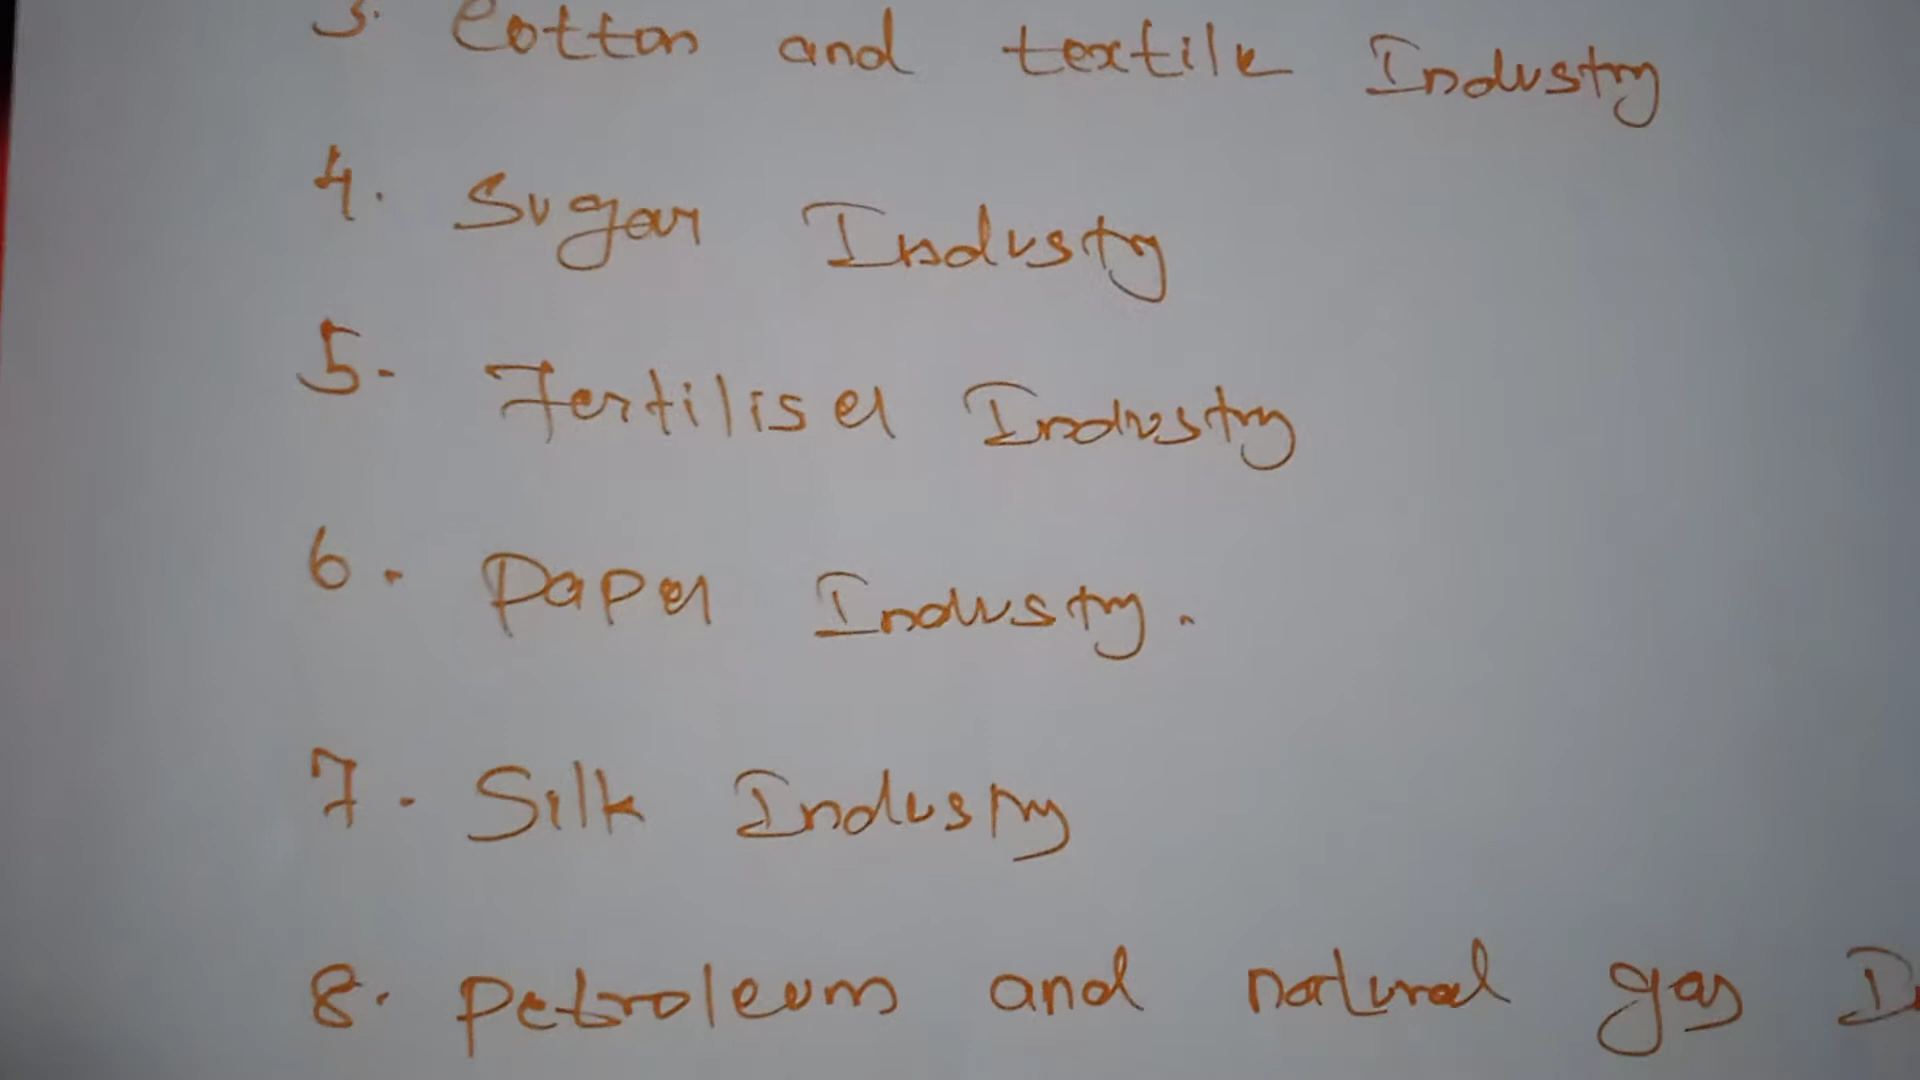 3. Cotton and textile Industry
4. Sugar Industry
5. Fertiliser Industry
6. Paper Industry.
7. Silk Industry
8. Petroleum and natural gas